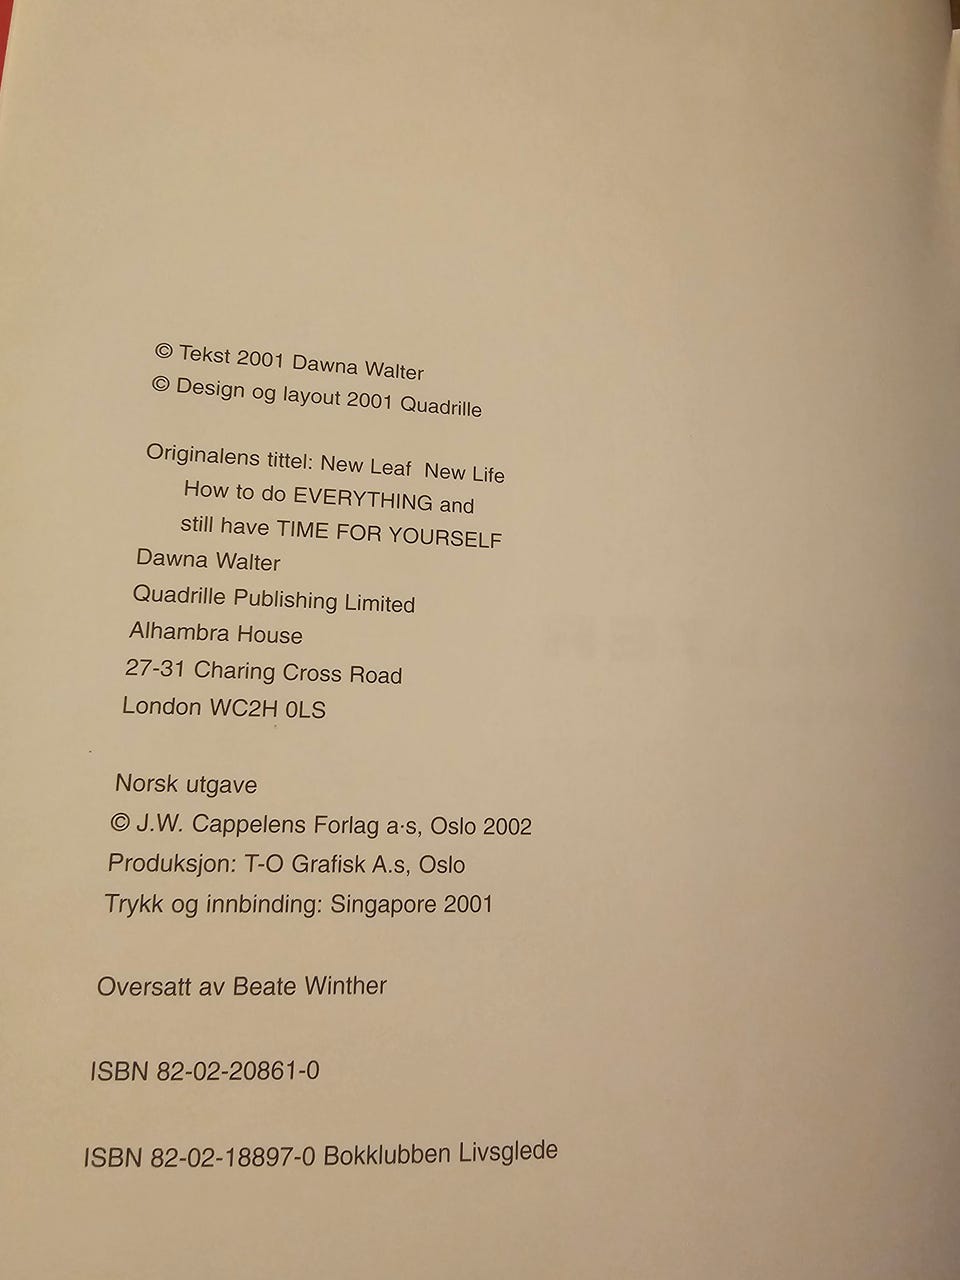 © Tekst 2001 Dawna Walter
© Design og layout 2001 Quadrille
Originalens tittel: New Leaf New Life
How to do EVERYTHING and
still have TIME FOR YOURSELF
Dawna Walter
Quadrille Publishing Limited
Alhambra House
27-31 Charing Cross Road
London WC2H 0LS
Norsk utgave
© J.W. Cappelens Forlag a·s, Oslo 2002
Produksjon: T-O Grafisk A.s, Oslo
Trykk og innbinding: Singapore 2001
Oversatt av Beate Winther
ISBN 82-02-20861-0
ISBN 82-02-18897-0 Bokklubben Livsglede